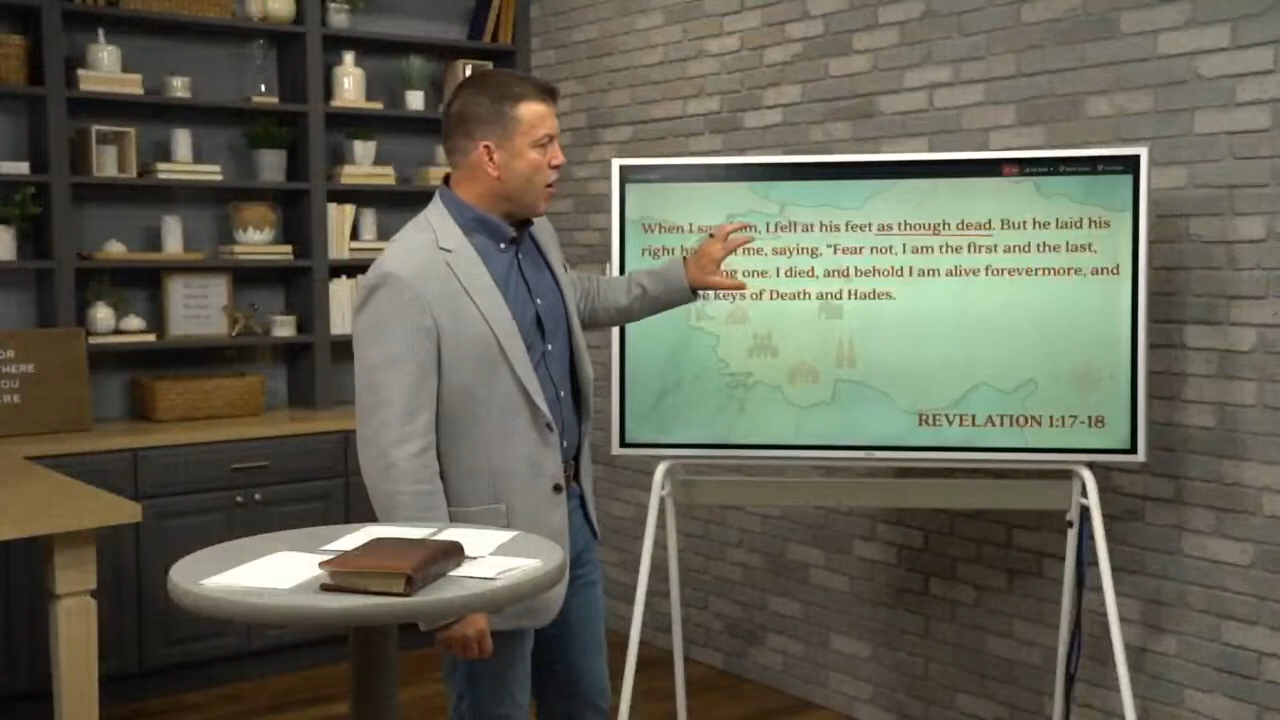 When I sa him, I fell at his feet as though dead. But he laid his
right ha me, saying, "Fear not, I am the first and the last,
ng one. I died, and behold I am alive forevermore, and
e keys of Death and Hades.
REVELATION 1:17-18
OR
HERE
OU
RE